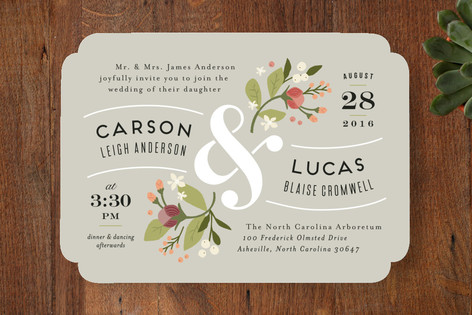 Mr. & Mrs. James Anderson
joyfully invite you to join the
wedding of their daughter
AUGUST
28
2016
CARSON
LEIGH ANDERSON
&
LUCAS
BLAISE CROMWELL
at
3:30
PM
dinner & dancing
afterwards
The North Carolina Arboretum
100 Frederick Olmsted Drive
Asheville, North Carolina 30647